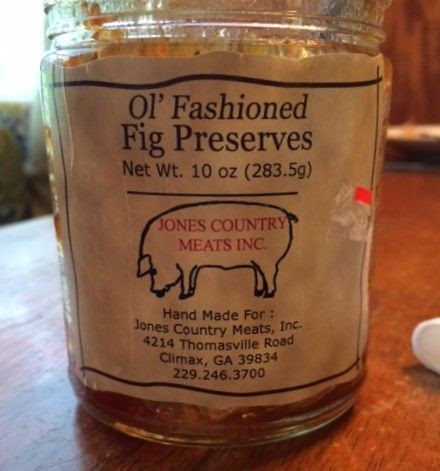 Ol' Fashioned
Fig Preserves
Net Wt. 10 oz (283.5g)
JONES COUNTRY
MEATS INC.
Hand Made For :
Jones Country Meats, Inc.
4214 Thomasville Road
Climax, GA 39834
229.246.3700